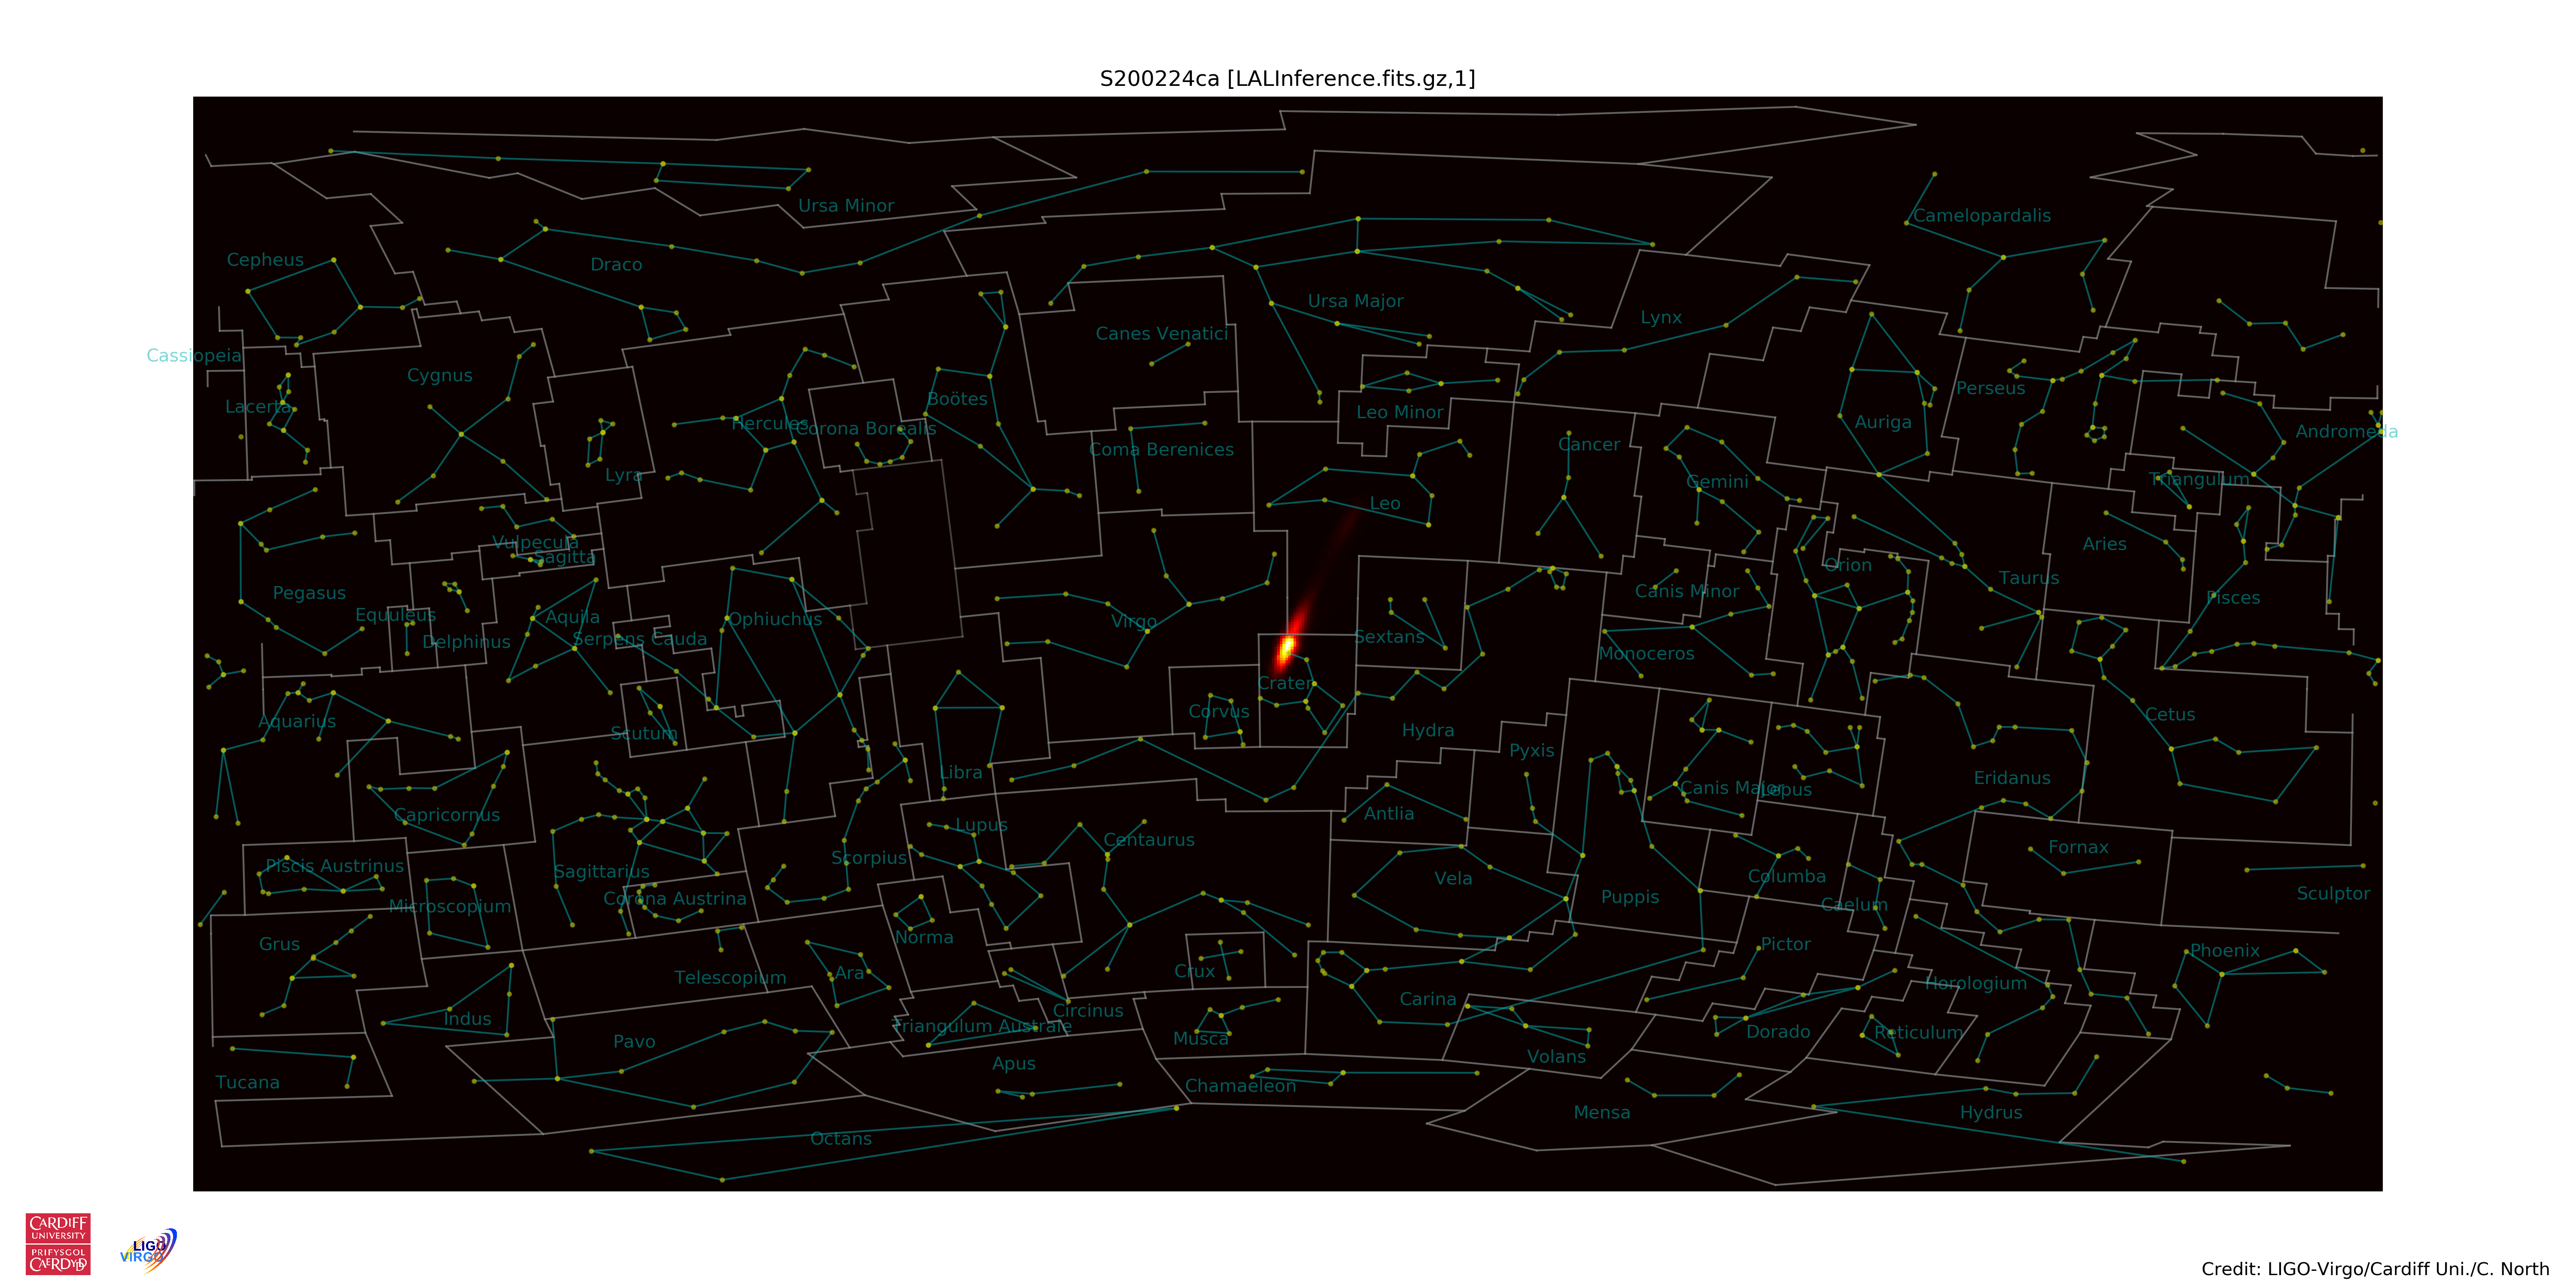 S200224ca [LALInference.fits.gz,1]
Ursa Minor
Camelopardalis
Cepheus
Draco
Ursa Major
Lynx
Canes Venatici
Cassiopeia
Cygnus
Perseus
Boötes
Lacerta
Leo Minor
Hercules
Corona Borealis
Auriga
Andromeda
Coma Berenices
Cancer
Lyra
Gemini
Triangulum
Leo
Vulpecula
Sagitta
Aries
Orion
Taurus
Pegasus
Canis Minor
Pisces
Equuleus
Aquila
Ophiuchus
Virgo
Delphinus
Serpens Cauda
Sextans
Monoceros
Crater
Aquarius
Corvus
Cetus
Scutum
Hydra
Pyxis
Libra
Eridanus
Canis Major
Lepus
Capricornus
Antlia
Lupus
Centaurus
Piscis Austrinus
Scorpius
Fornax
Sagittarius
Vela
Columba
Corona Austrina
Puppis
Sculptor
Microscopium
Caelum
Grus
Norma
Pictor
Phoenix
Telescopium
Ara
Crux
Horologium
Carina
Indus
Circinus
Triangulum Australe
Musca
Dorado
Reticulum
Pavo
Volans
Apus
Tucana
Chamaeleon
Mensa
Hydrus
Octans
CARDIFF
UNIVERSITY
PRIFYSGOL
CAERDYDD
LIGO
VIRGO
Credit: LIGO-Virgo/Cardiff Uni./C. North